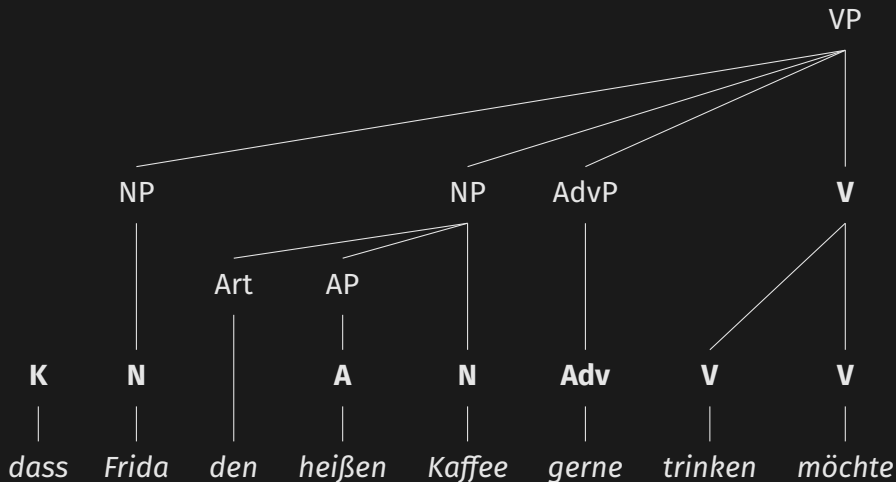 VP
NP NP AdvP V
Art AP
K N A N Adv V V
dass Frida den heißen Kaffee gerne trinken möchte